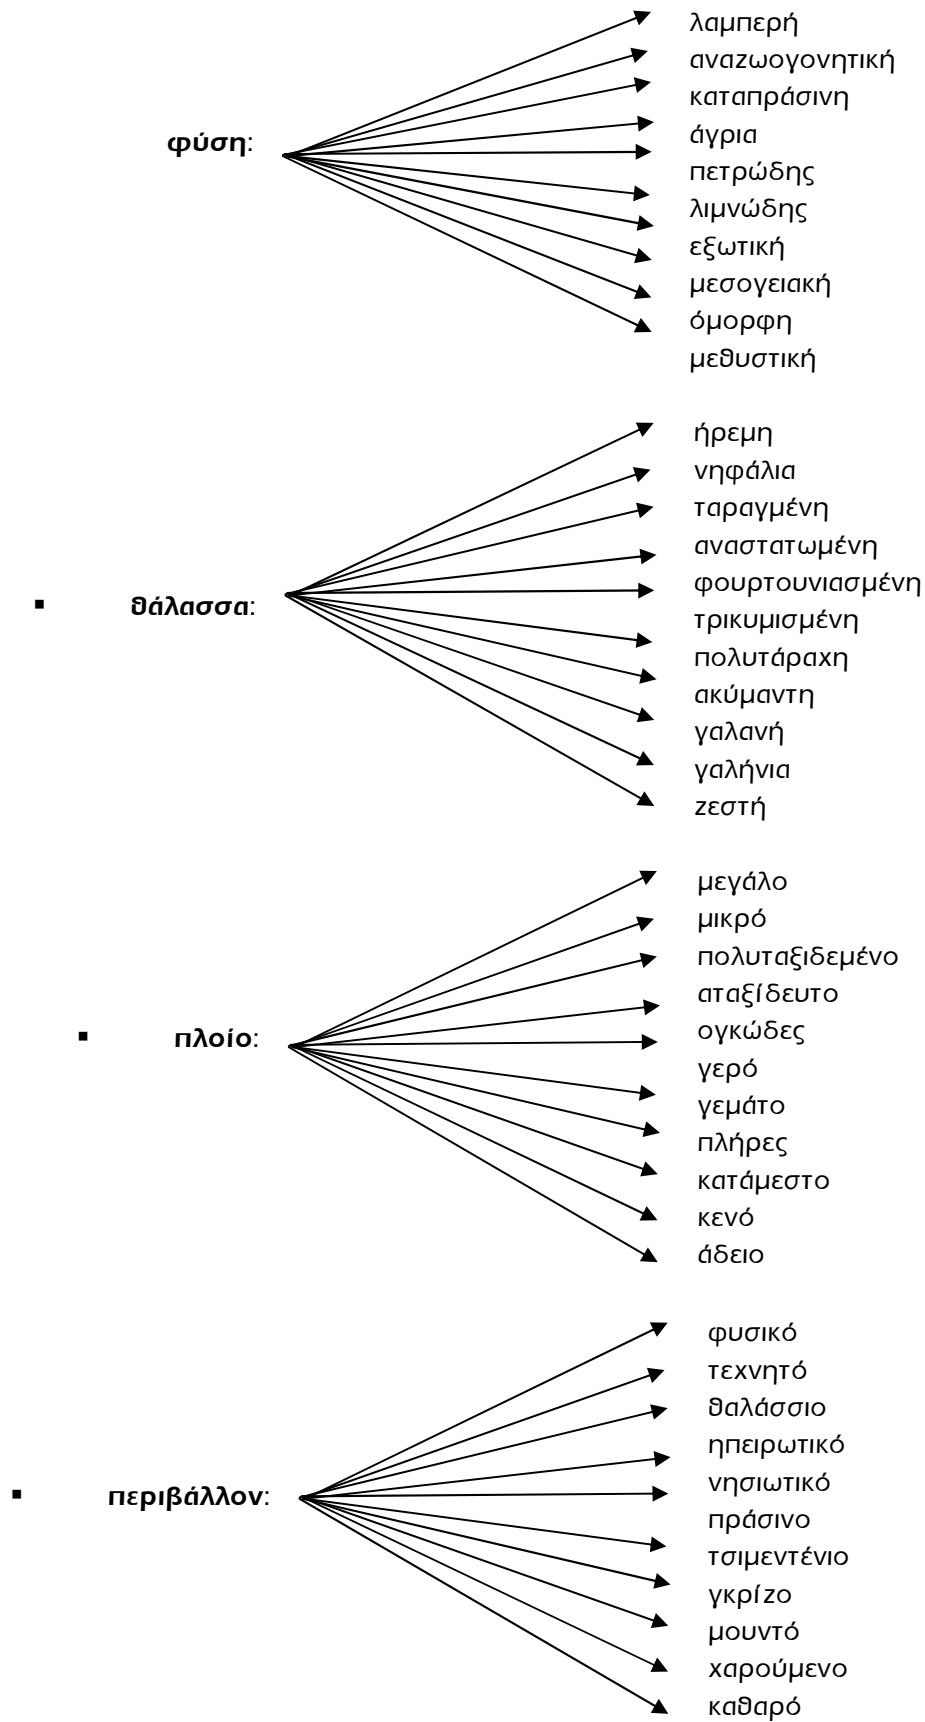 λαμπερή
αναζωογονητική
καταπράσινη
φύση:
άγρια
πετρώδης
λιμνώδης
εξωτική
μεσογειακή
όμορφη
μεθυστική
ήρεμη
νηφάλια
ταραγμένη
αναστατωμένη
φουρτουνιασμένη
▪ θάλασσα:
τρικυμισμένη
πολυτάραχη
ακύμαντη
γαλανή
γαλήνια
ζεστή
μεγάλο
μικρό
πολυταξιδεμένο
αταξίδευτο
ογκώδες
▪ πλοίο:
γερό
γεμάτο
πλήρες
κατάμεστο
κενό
άδειο
φυσικό
τεχνητό
θαλάσσιο
ηπειρωτικό
νησιωτικό
▪ περιβάλλον:
πράσινο
τσιμεντένιο
γκρίζο
μουντό
χαρούμενο
καθαρό